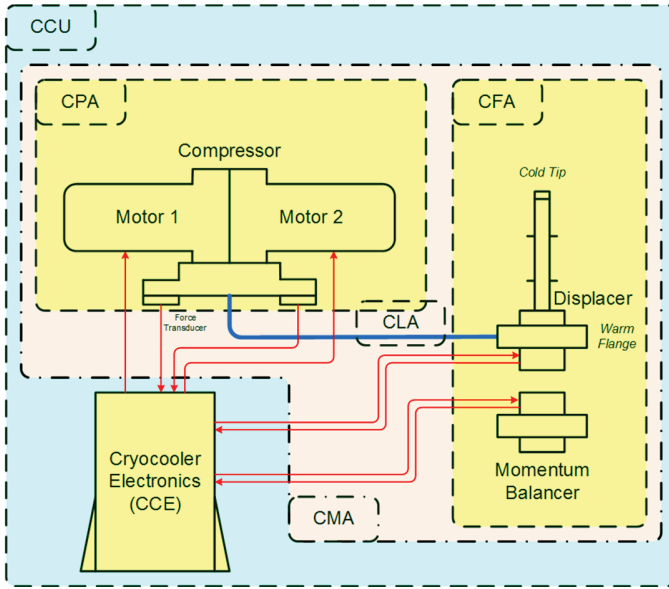 CCU
CPA
CFA
Compressor
Cold Tip
Motor 1
Motor 2
Displacer
Force
Transducer
CLA
Warm
Flange
Cryocooler
Electronics
(CCE)
Momentum
Balancer
CMA